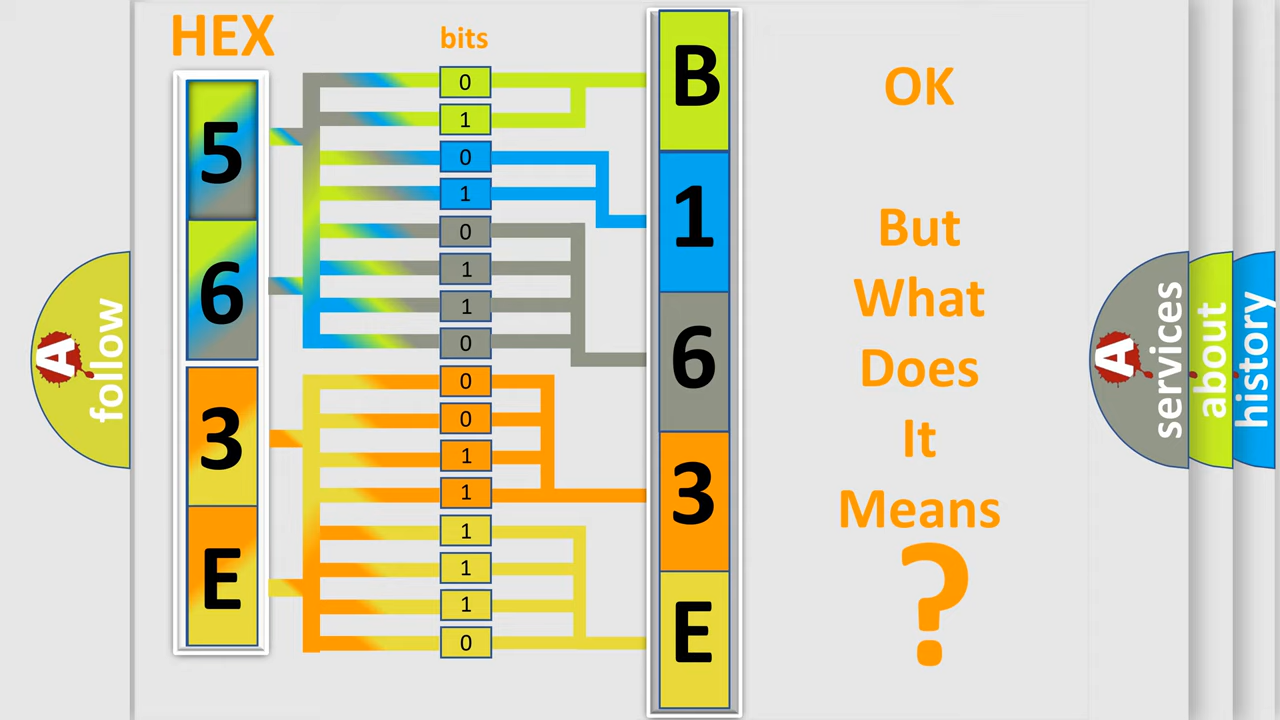 HEX
bits
5
6
3
E
0
1
0
1
0
1
1
0
0
0
1
1
1
1
1
0
B
1
6
3
E
OK
But
What
Does
It
Means
?
A
follow
A
services
about
history